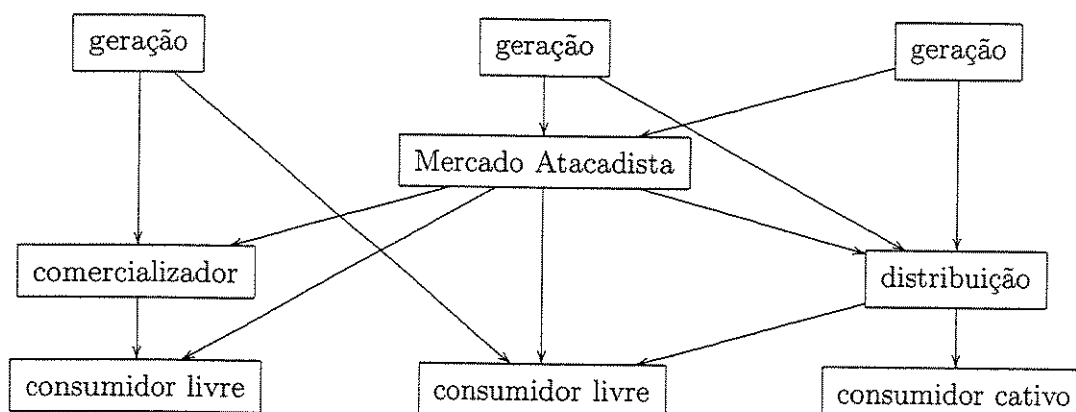 geração
geração
geração
Mercado Atacadista
comercializador
distribuição
consumidor livre
consumidor livre
consumidor cativo